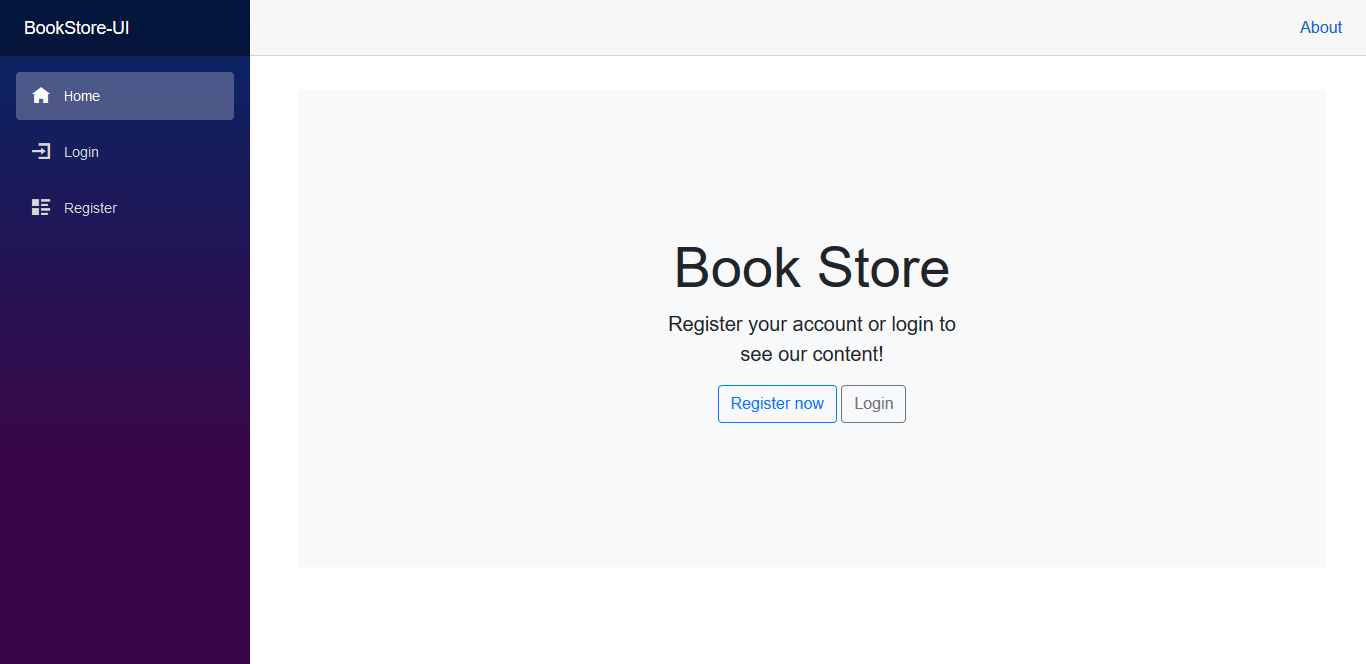 BookStore-UI
About
Home
Login
Register
Book Store
Register your account or login to
see our content!
Register now
Login